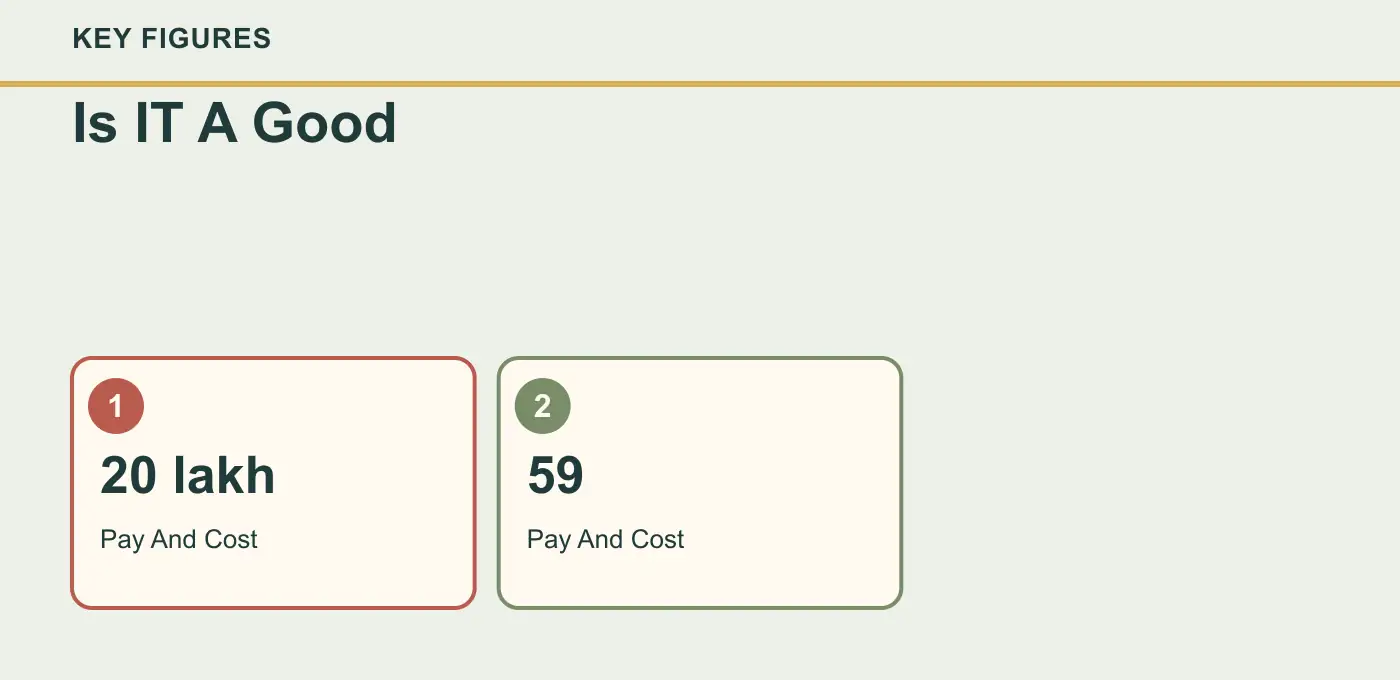 KEY FIGURES
Is IT A Good
1
20 lakh
Pay And Cost
2
59
Pay And Cost